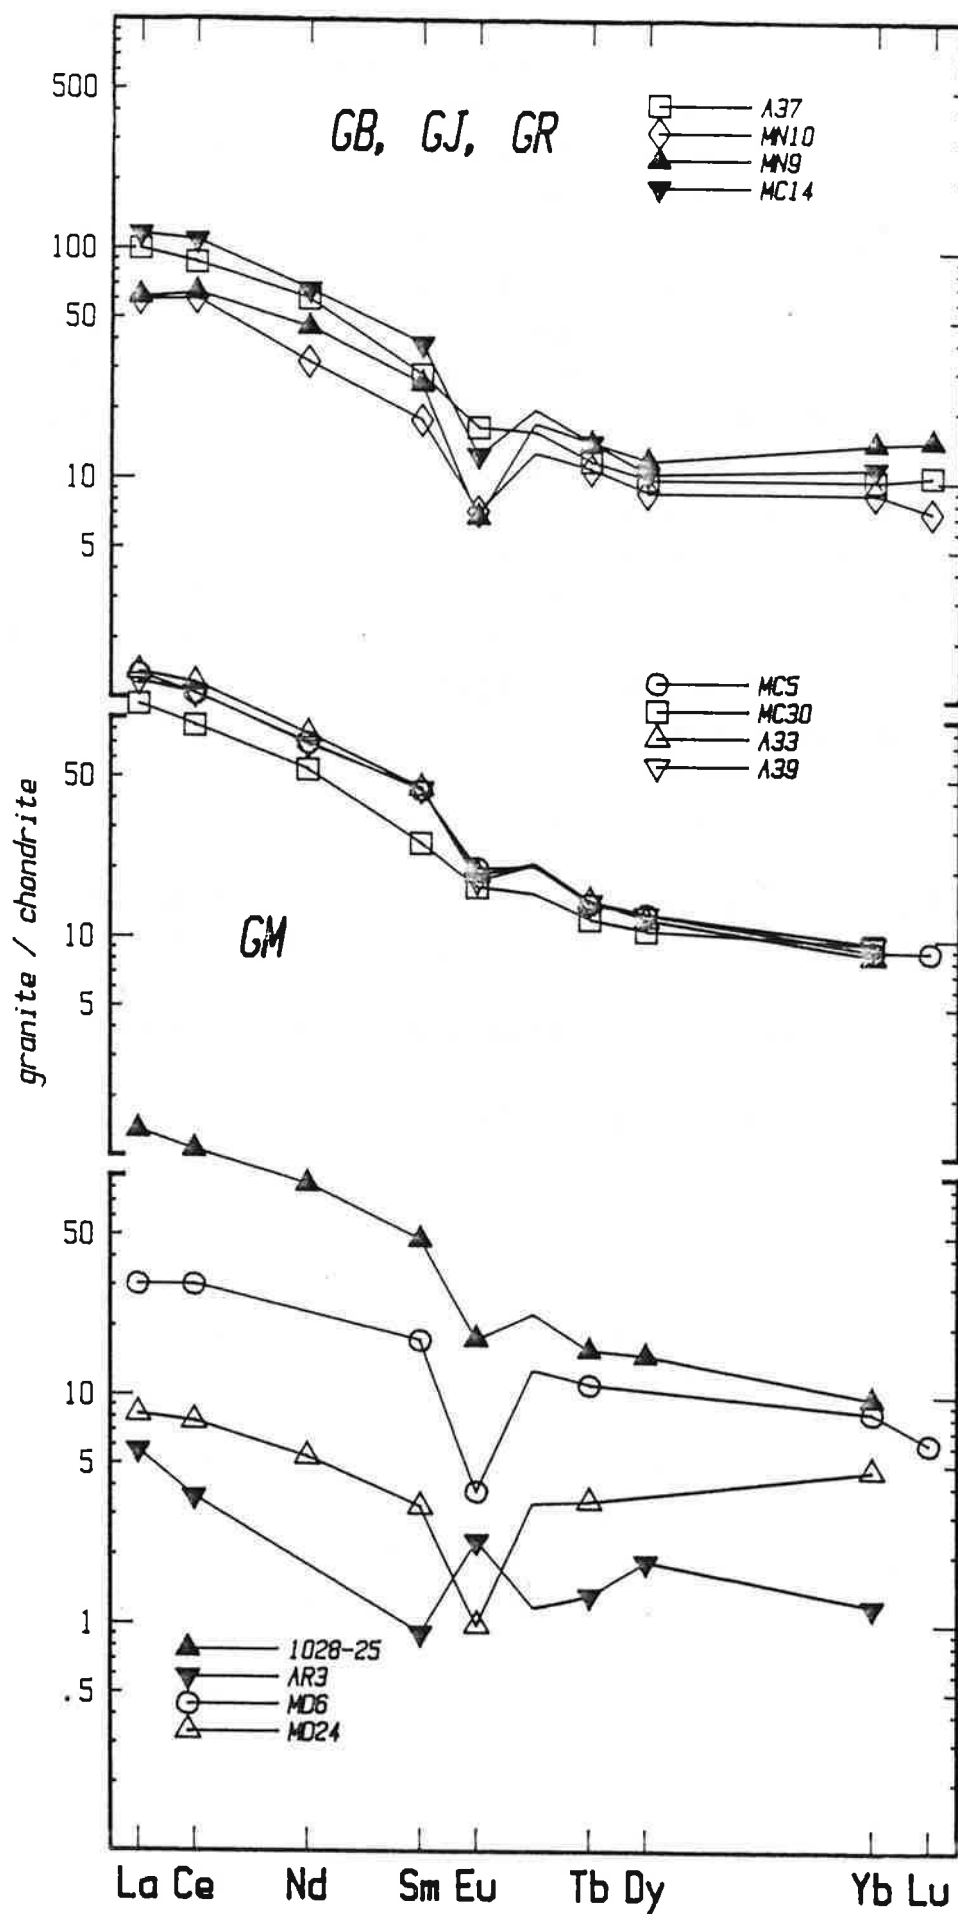 500
GB, GJ, GR
A37
MN10
MN9
MC14
100
50
10
5
MC5
MC30
A33
A39
50
granite / chondrite
GM
10
5
50
10
5
1
1028-25
AR3
MD6
MD24
.5
La Ce Nd Sm Eu Tb Dy Yb Lu